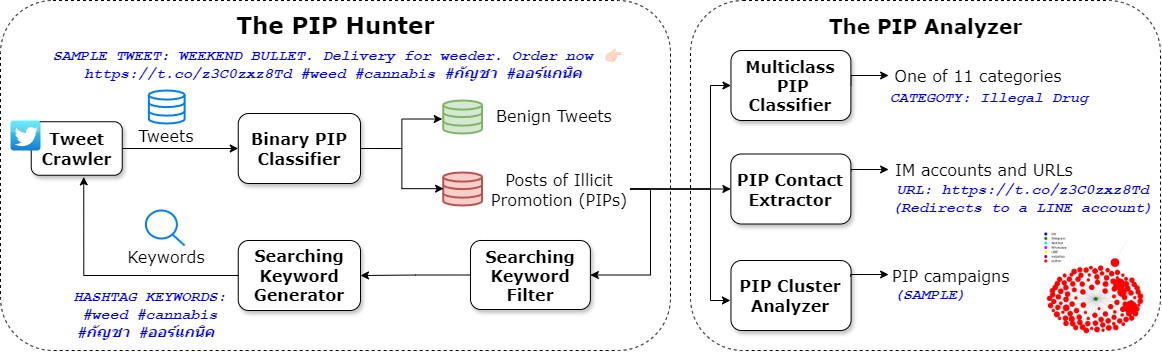 The PIP Hunter
SAMPLE TWEET: WEEKEND BULLET. Delivery for weeder. Order now
https://t.co/z3C0zxz8Td #weed #cannabis #กัญชา #ออร์แกนิค
Tweet
Crawler
Tweets
Binary PIP
Classifier
Benign Tweets
Posts of Illicit
Promotion (PIPs)
Keywords
Searching
Keyword
Generator
Searching
Keyword
Filter
HASHTAG KEYWORDS:
#weed #cannabis
#กัญชา #ออร์แกนิค
The PIP Analyzer
Multiclass
PIP
Classifier
One of 11 categories
CATEGOTY: Illegal Drug
PIP Contact
Extractor
IM accounts and URLs
URL: https://t.co/z3C0zxz8Td
(Redirects to a LINE account)
PIP Cluster
Analyzer
PIP campaigns
(SAMPLE)